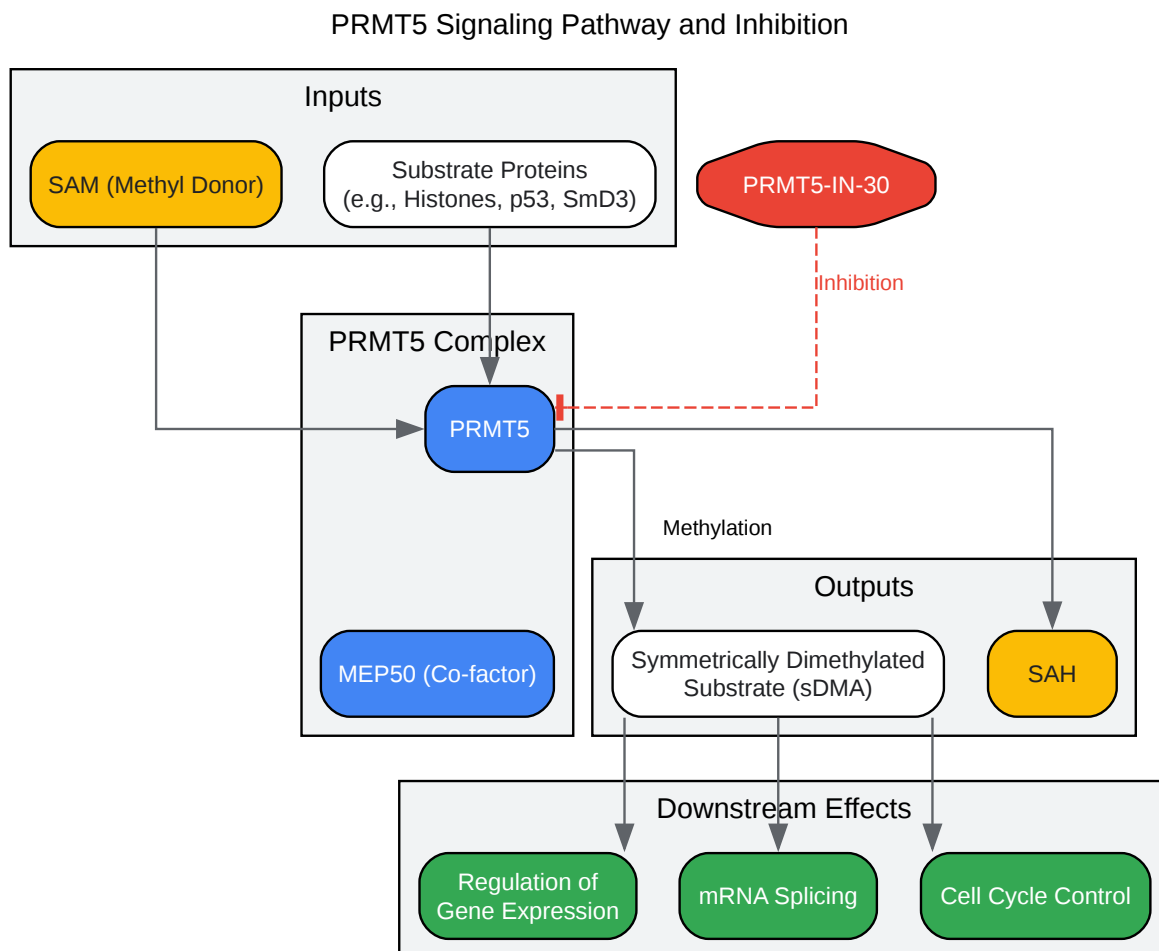 PRMT5 Signaling Pathway and Inhibition
Inputs
SAM (Methyl Donor)
Substrate Proteins
(e.g., Histones, p53, SmD3)
PRMT5-IN-30
Inhibition
PRMT5 Complex
PRMT5
Methylation
MEP50 (Co-factor)
Outputs
Symmetrically Dimethylated
Substrate (sDMA)
SAH
Downstream Effects
Regulation of
Gene Expression
mRNA Splicing
Cell Cycle Control